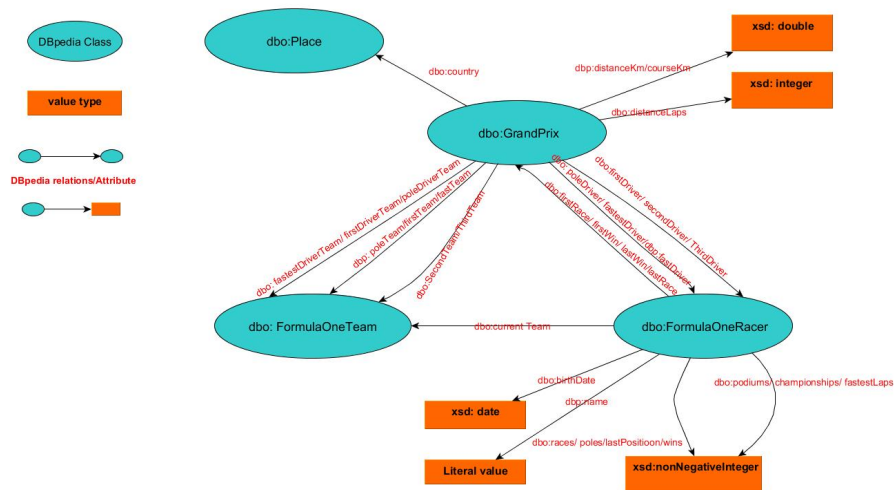 DBpedia Class
value type
DBpedia relations/Attribute
dbo:Place
xsd: double
dbo:country
dbp:distanceKm/courseKm
xsd: integer
dbo:distanceLaps
dbo:GrandPrix
dbo: fastestDriverTeam/ firstDriverTeam/poleDriverTeam
dbp: poleTeam/firstTeam/fastTeam
dbo:SecondTeam/ThirdTeam
dbo:firstRace/ firstWin/ lastWin/lastRace
dbo: poleDriver/ fastestDriver/dbp:fastDriver
dbo:firstDriver/ secondDriver/ ThirdDriver
dbo: FormulaOneTeam
dbo:current Team
dbo:FormulaOneRacer
dbo:birthDate
dbo:podiums/ championships/ fastestLaps
dbp:name
xsd: date
dbo:races/ poles/lastPositioon/wins
Literal value
xsd:nonNegativeInteger